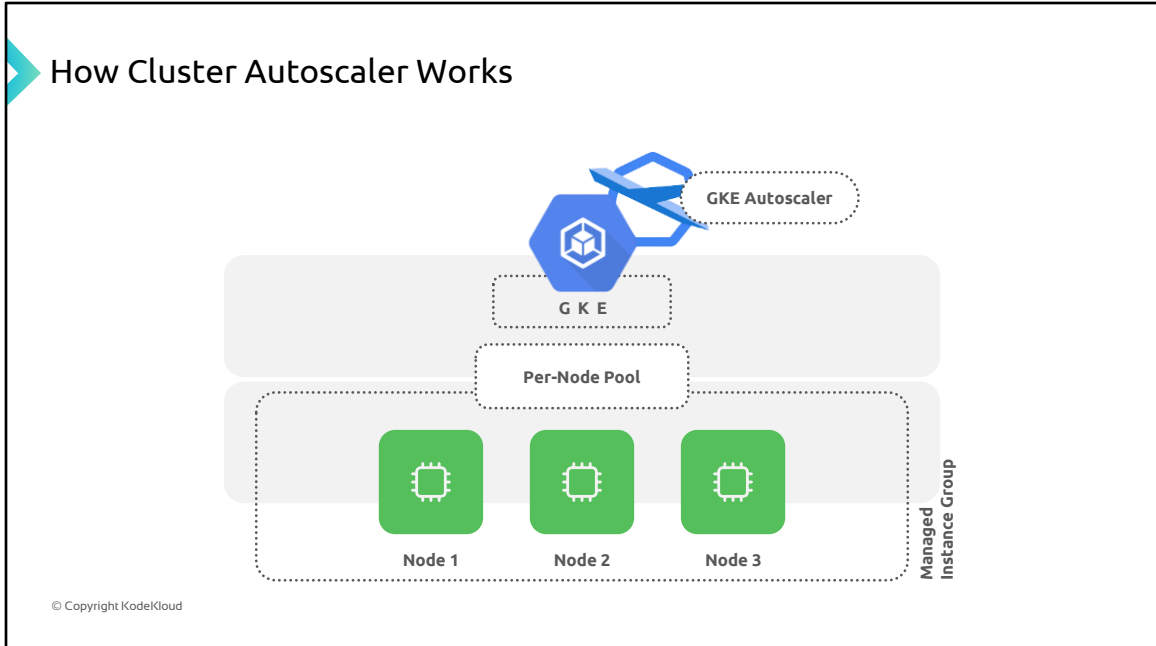 How Cluster Autoscaler Works
GKE Autoscaler
G K E
Per-Node Pool
Node 1
Node 2
Node 3
Managed
Instance Group
© Copyright KodeKloud